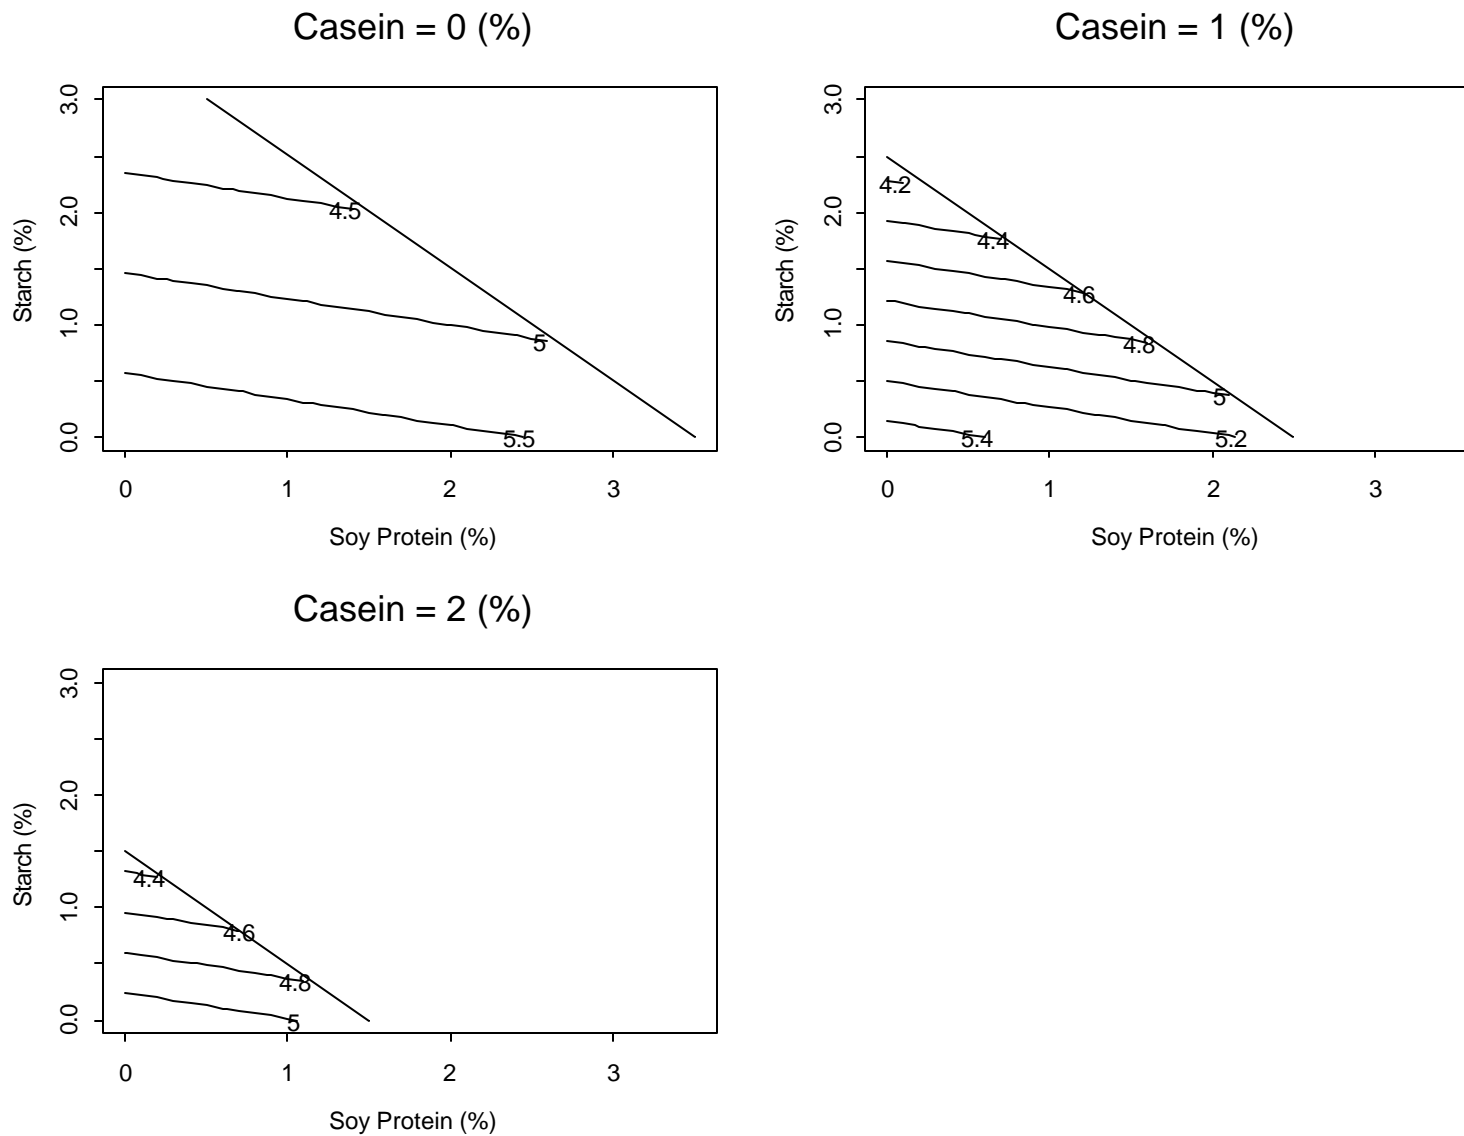 Casein = 0 (%)
3.0
2.0
1.0
0.0
Starch (%)
4.5
5
5.5
0 1 2 3
Soy Protein (%)
Casein = 1 (%)
3.0
2.0
1.0
0.0
Starch (%)
4.2
4.4
4.6
4.8
5
5.2
5.4
0 1 2 3
Soy Protein (%)
Casein = 2 (%)
3.0
2.0
1.0
0.0
Starch (%)
4.4
4.6
4.8
5
0 1 2 3
Soy Protein (%)